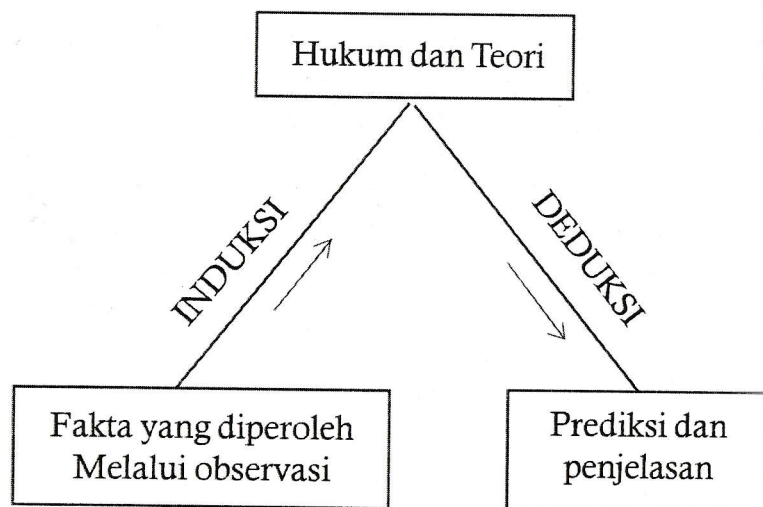 Hukum dan Teori
INDUKSI
DEDUKSI
Fakta yang diperoleh
Melalui observasi
Prediksi dan
penjelasan